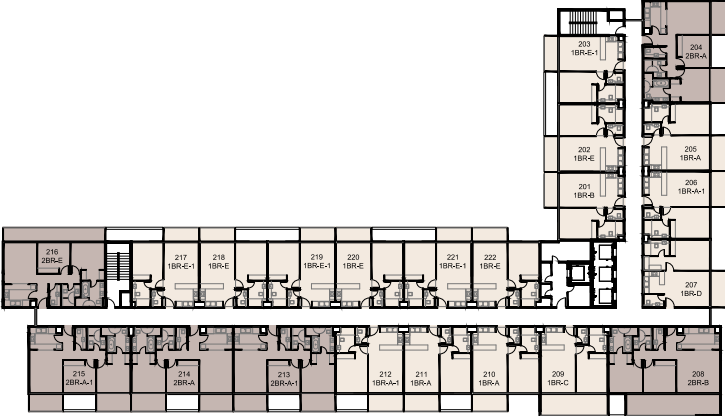 203
1BR-E-1
204
2BR-A
202
1BR-E
205
1BR-A
201
1BR-B
206
1BR-A-1
207
1BR-D
216
2BR-E
217
1BR-E-1
218
1BR-E
219
1BR-E-1
220
1BR-E
221
1BR-E-1
222
1BR-E
215
2BR-A-1
214
2BR-A
213
2BR-A-1
212
1BR-A-1
211
1BR-A
210
1BR-A
209
1BR-C
208
2BR-B